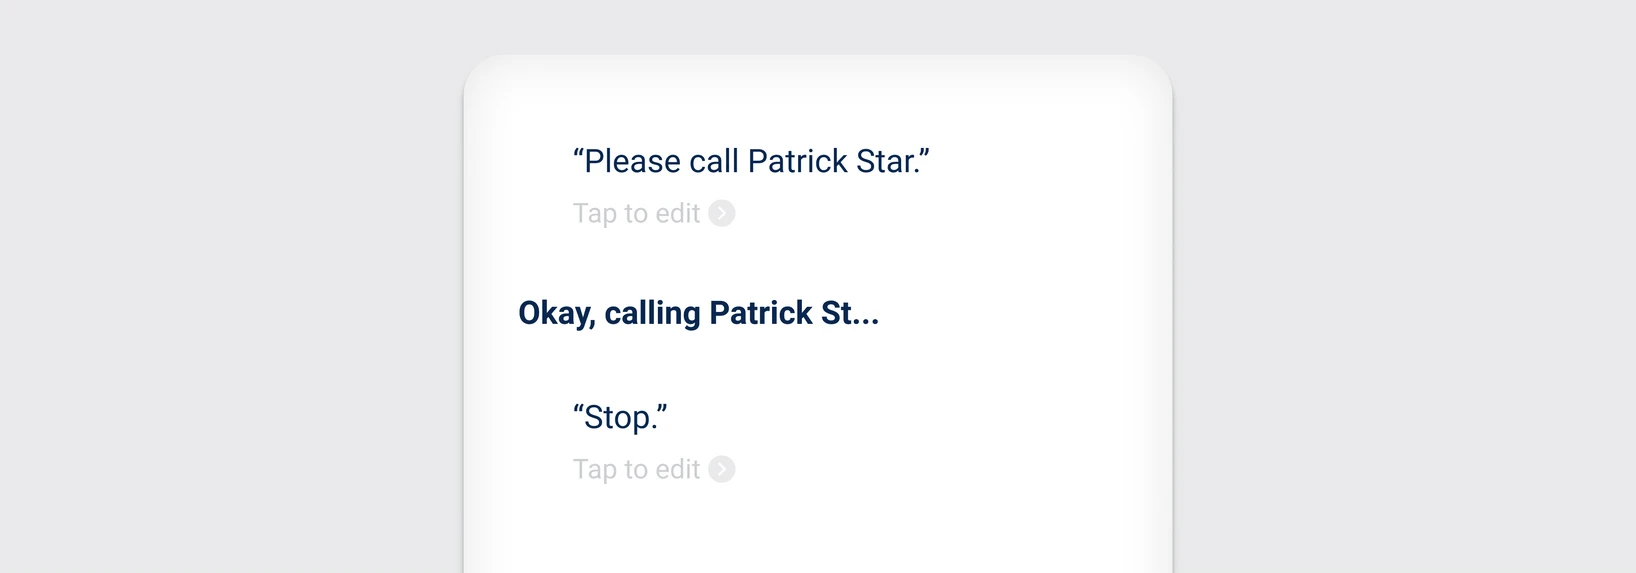 “Please call Patrick Star.”
Tap to edit
Okay, calling Patrick St...
“Stop.”
Tap to edit